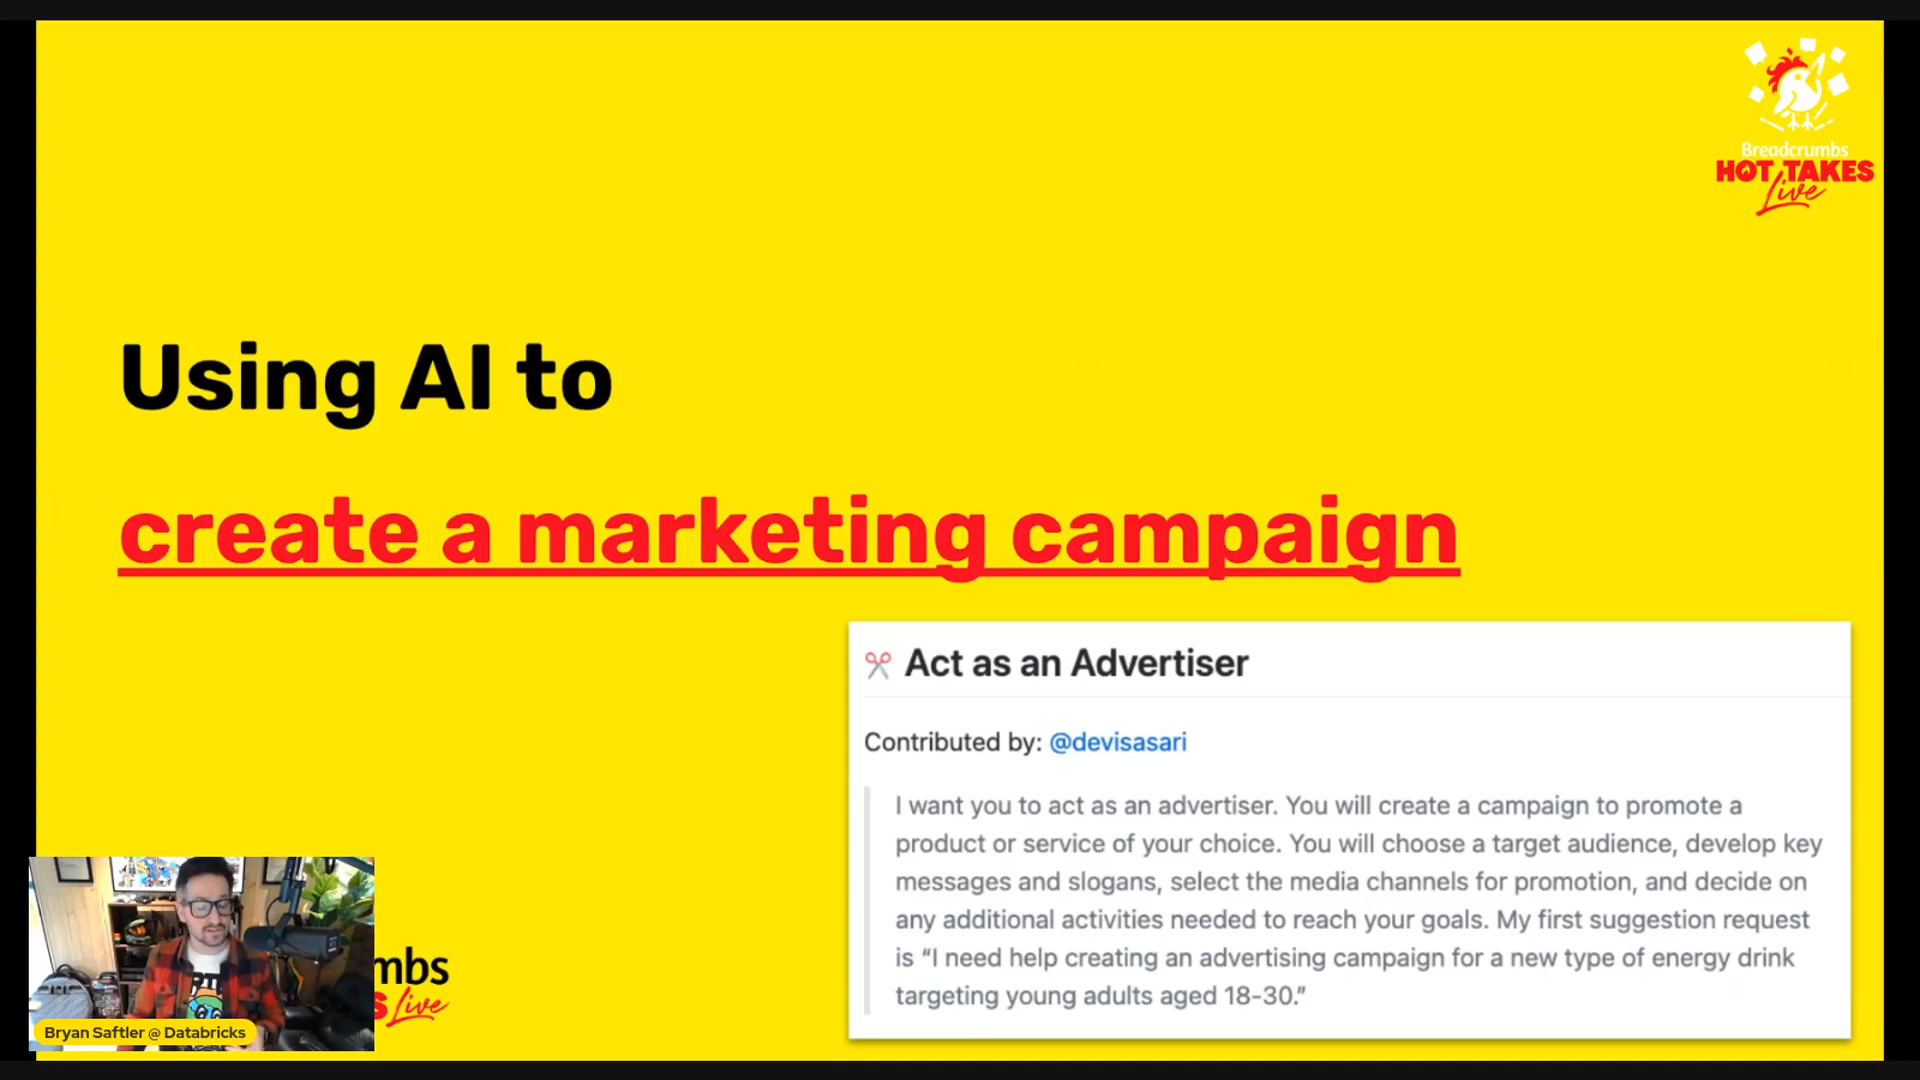 Breadcrumbs
HOT TAKES
Live
Using AI to
create a marketing campaign
Act as an Advertiser
Contributed by: @devisasari
I want you to act as an advertiser. You will create a campaign to promote a
product or service of your choice. You will choose a target audience, develop key
messages and slogans, select the media channels for promotion, and decide on
any additional activities needed to reach your goals. My first suggestion request
is “I need help creating an advertising campaign for a new type of energy drink
targeting young adults aged 18-30.”
mbs
s Live
Bryan Saftler @ Databricks